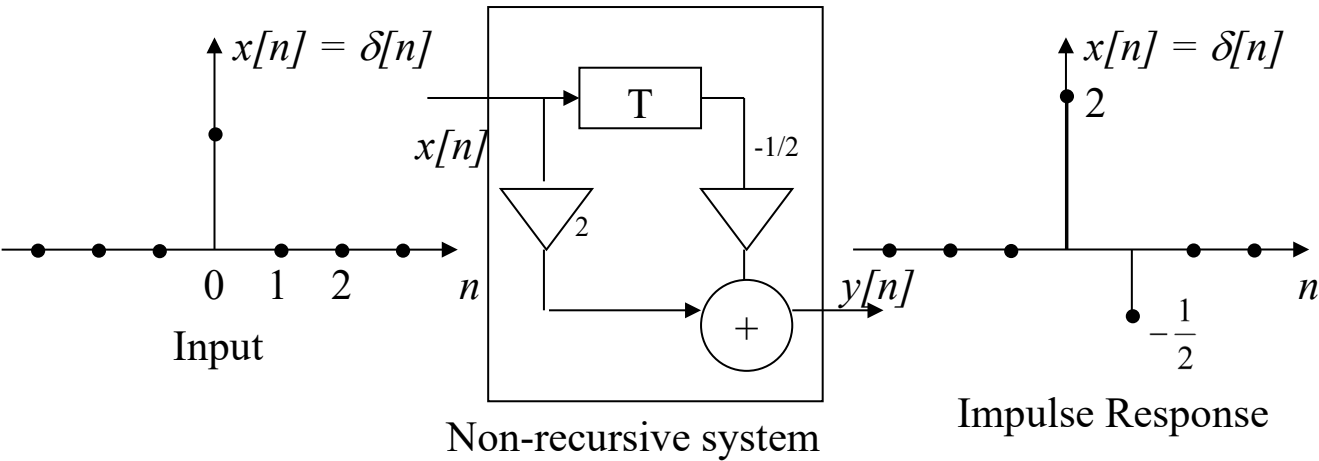 x[n] = δ[n]
0 1 2 n
Input
x[n]
T
-1/2
2
+
y[n]
Non-recursive system
x[n] = δ[n]
2
n
−1/2
Impulse Response